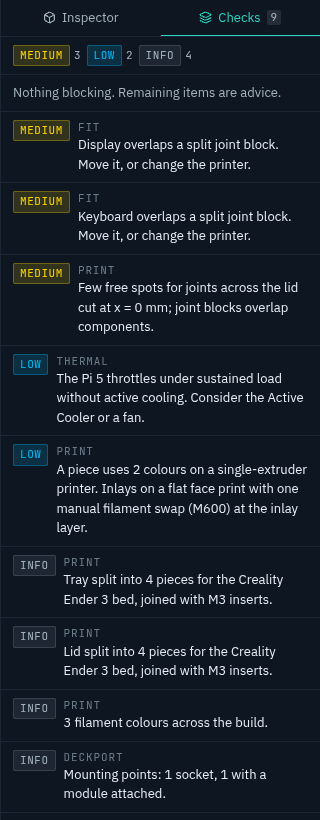 Inspector Checks 9
MEDIUM 3 LOW 2 INFO 4
Nothing blocking. Remaining items are advice.
MEDIUM FIT
Display overlaps a split joint block.
Move it, or change the printer.
MEDIUM FIT
Keyboard overlaps a split joint block.
Move it, or change the printer.
MEDIUM PRINT
Few free spots for joints across the lid
cut at x = 0 mm; joint blocks overlap
components.
LOW THERMAL
The Pi 5 throttles under sustained load
without active cooling. Consider the Active
Cooler or a fan.
LOW PRINT
A piece uses 2 colours on a single-extruder
printer. Inlays on a flat face print with one
manual filament swap (M600) at the inlay
layer.
INFO PRINT
Tray split into 4 pieces for the Creality
Ender 3 bed, joined with M3 inserts.
INFO PRINT
Lid split into 4 pieces for the Creality
Ender 3 bed, joined with M3 inserts.
INFO PRINT
3 filament colours across the build.
INFO DECKPORT
Mounting points: 1 socket, 1 with a
module attached.